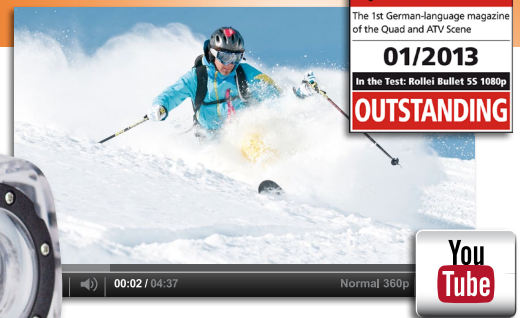 The 1st German-language magazine
of the Quad and ATV Scene
01/2013
In the Test: Rollei Bullet 5S 1080p
OUTSTANDING
00:02 / 04:37
Normal 360p
You
Tube